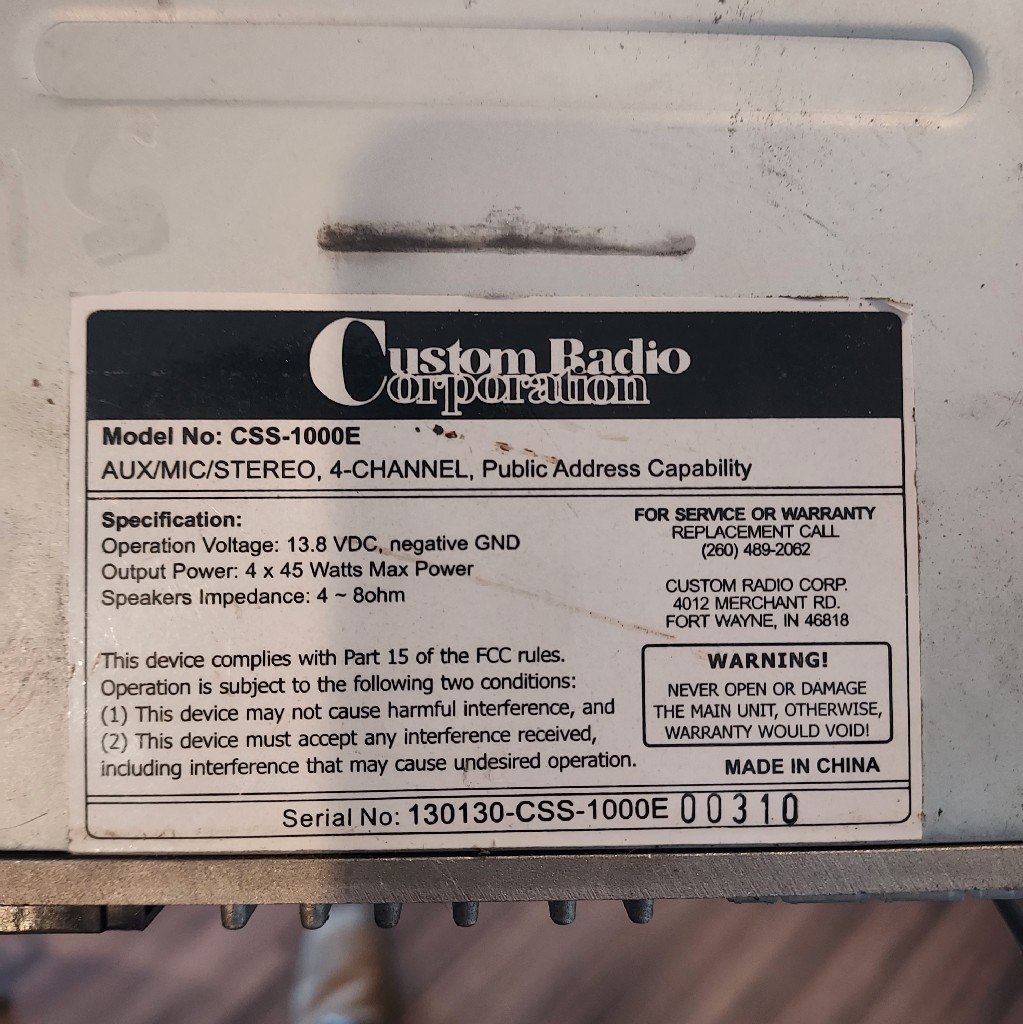 Custom Radio
Corporation
Model No: CSS-1000E
AUX/MIC/STEREO, 4-CHANNEL, Public Address Capability
Specification:
Operation Voltage: 13.8 VDC, negative GND
Output Power: 4 x 45 Watts Max Power
Speakers Impedance: 4 ~ 8ohm
FOR SERVICE OR WARRANTY
REPLACEMENT CALL
(260) 489-2062
CUSTOM RADIO CORP.
4012 MERCHANT RD.
FORT WAYNE, IN 46818
This device complies with Part 15 of the FCC rules.
Operation is subject to the following two conditions:
(1) This device may not cause harmful interference, and
(2) This device must accept any interference received,
including interference that may cause undesired operation.
WARNING!
NEVER OPEN OR DAMAGE
THE MAIN UNIT, OTHERWISE,
WARRANTY WOULD VOID!
MADE IN CHINA
Serial No: 130130-CSS-1000E 00310